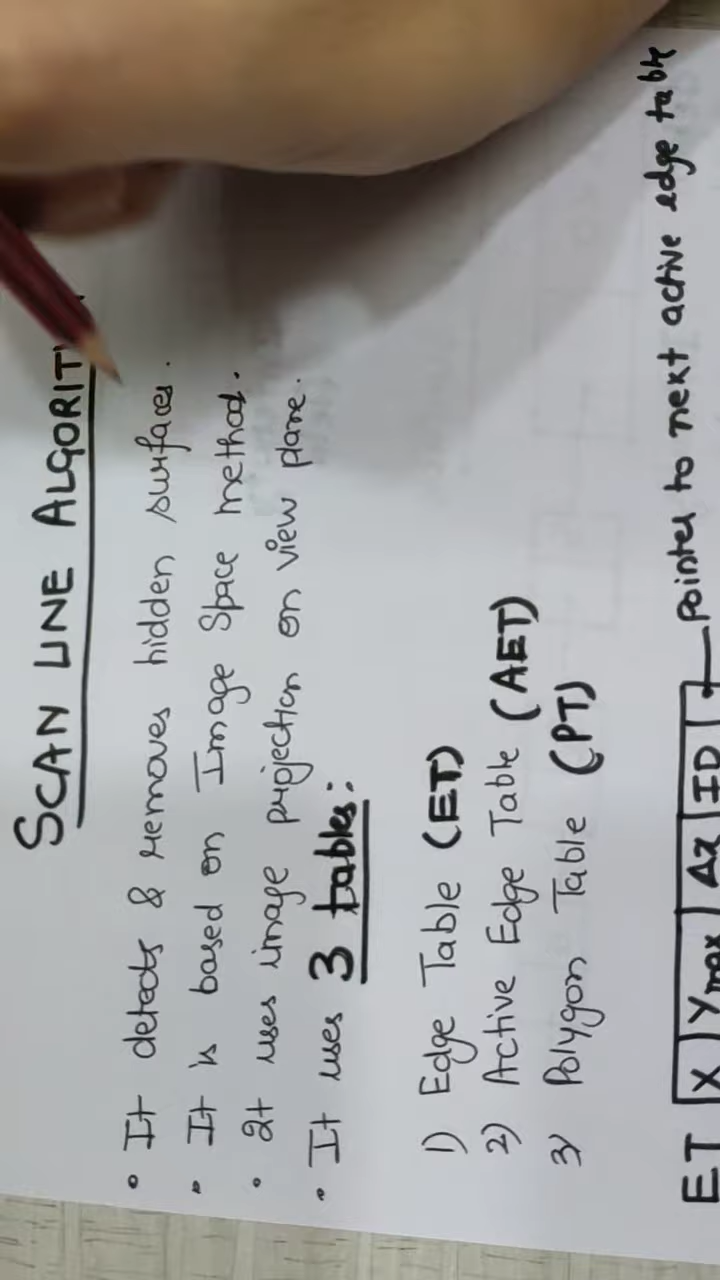 SCAN LINE ALGORIT
• It detects & removes hidden surfaces.
• It is based on Image Space method.
• It uses image projection on view plane.
• It uses 3 tables:
1) Edge Table (ET)
2) Active Edge Table (AET)
3) Polygon Table (PT)
pointer to next active edge table
ET X Ymax Δx ID